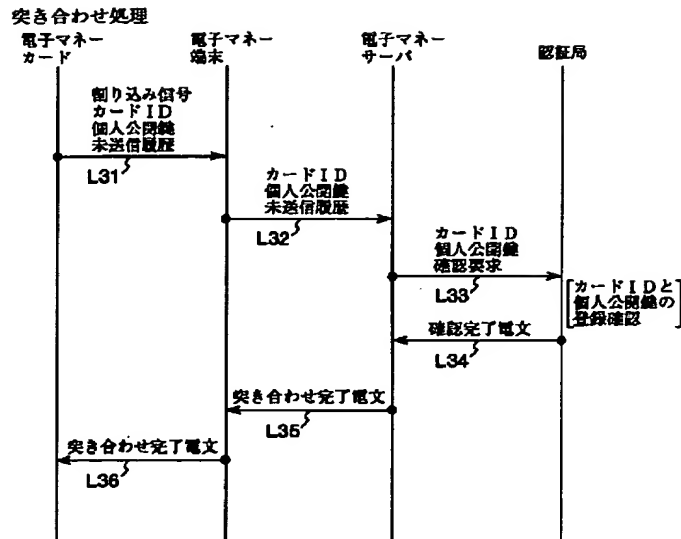 突き合わせ処理
電子マネー
カード
電子マネー
端末
電子マネー
サーバ
認証局
割り込み信号
カードID
個人公開鍵
未送信履歴
L31
カードID
個人公開鍵
未送信履歴
L32
カードID
個人公開鍵
確認要求
L33
カードIDと
個人公開鍵の
登録確認
確認完了電文
L34
突き合わせ完了電文
L35
突き合わせ完了電文
L36